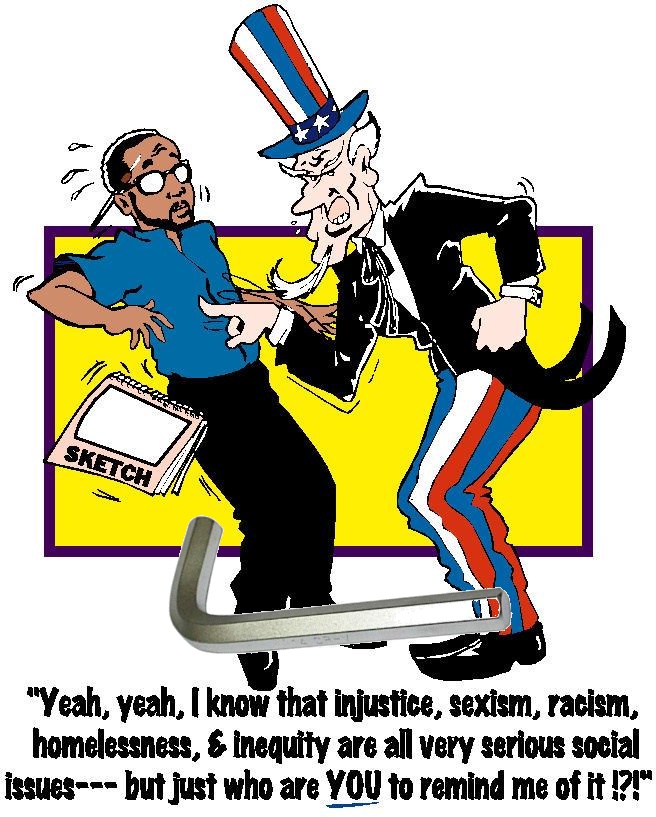 SKETCH
"Yeah, yeah, I know that injustice, sexism, racism,
homelessness, & inequity are all very serious social
issues--- but just who are YOU to remind me of it !?!"